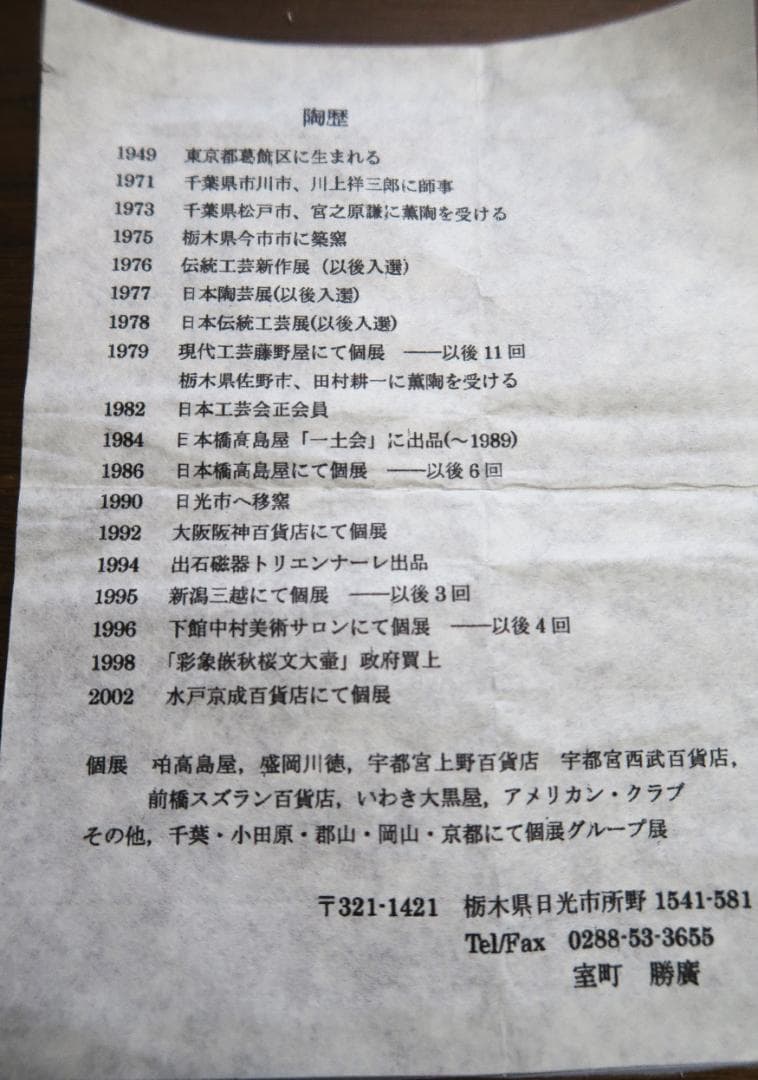 陶歴
1949 東京都葛飾区に生まれる
1971 千葉県市川市、川上祥三郎に師事
1973 千葉県松戸市、宮之原謙に薫陶を受ける
1975 栃木県今市市に築窯
1976 伝統工芸新作展（以後入選）
1977 日本陶芸展(以後入選)
1978 日本伝統工芸展(以後入選)
1979 現代工芸藤野屋にて個展 ――以後11回
栃木県佐野市、田村耕一に薫陶を受ける
1982 日本工芸会正会員
1984 日本橋高島屋「一土会」に出品(～1989)
1986 日本橋高島屋にて個展 ――以後6回
1990 日光市へ移窯
1992 大阪阪神百貨店にて個展
1994 出石磁器トリエンナーレ出品
1995 新潟三越にて個展 ――以後3回
1996 下館中村美術サロンにて個展 ――以後4回
1998 「彩象嵌秋桜文大壷」政府買上
2002 水戸京成百貨店にて個展
個展 柏高島屋，盛岡川徳，宇都宮上野百貨店 宇都宮西武百貨店，
前橋スズラン百貨店，いわき大黒屋，アメリカン・クラブ
その他，千葉・小田原・郡山・岡山・京都にて個展グループ展
〒321-1421 栃木県日光市所野1541-581
Tel/Fax 0288-53-3655
室町 勝廣